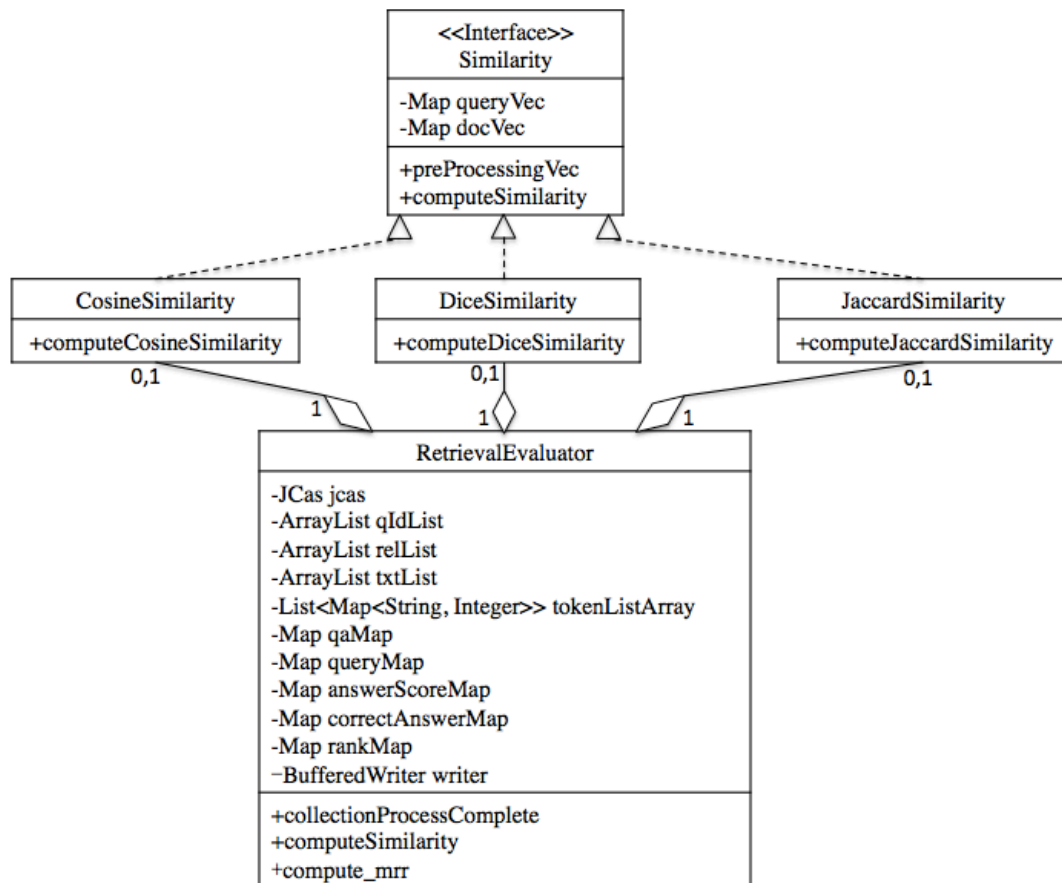 <<Interface>>
Similarity
-Map queryVec
-Map docVec
+preProcessingVec
+computeSimilarity
CosineSimilarity
+computeCosineSimilarity
DiceSimilarity
+computeDiceSimilarity
JaccardSimilarity
+computeJaccardSimilarity
0,1
0,1
0,1
1
1
1
RetrievalEvaluator
-JCas jcas
-ArrayList qIdList
-ArrayList relList
-ArrayList txtList
-List<Map<String, Integer>> tokenListArray
-Map qaMap
-Map queryMap
-Map answerScoreMap
-Map correctAnswerMap
-Map rankMap
-BufferedWriter writer
+collectionProcessComplete
+computeSimilarity
+compute_mrr